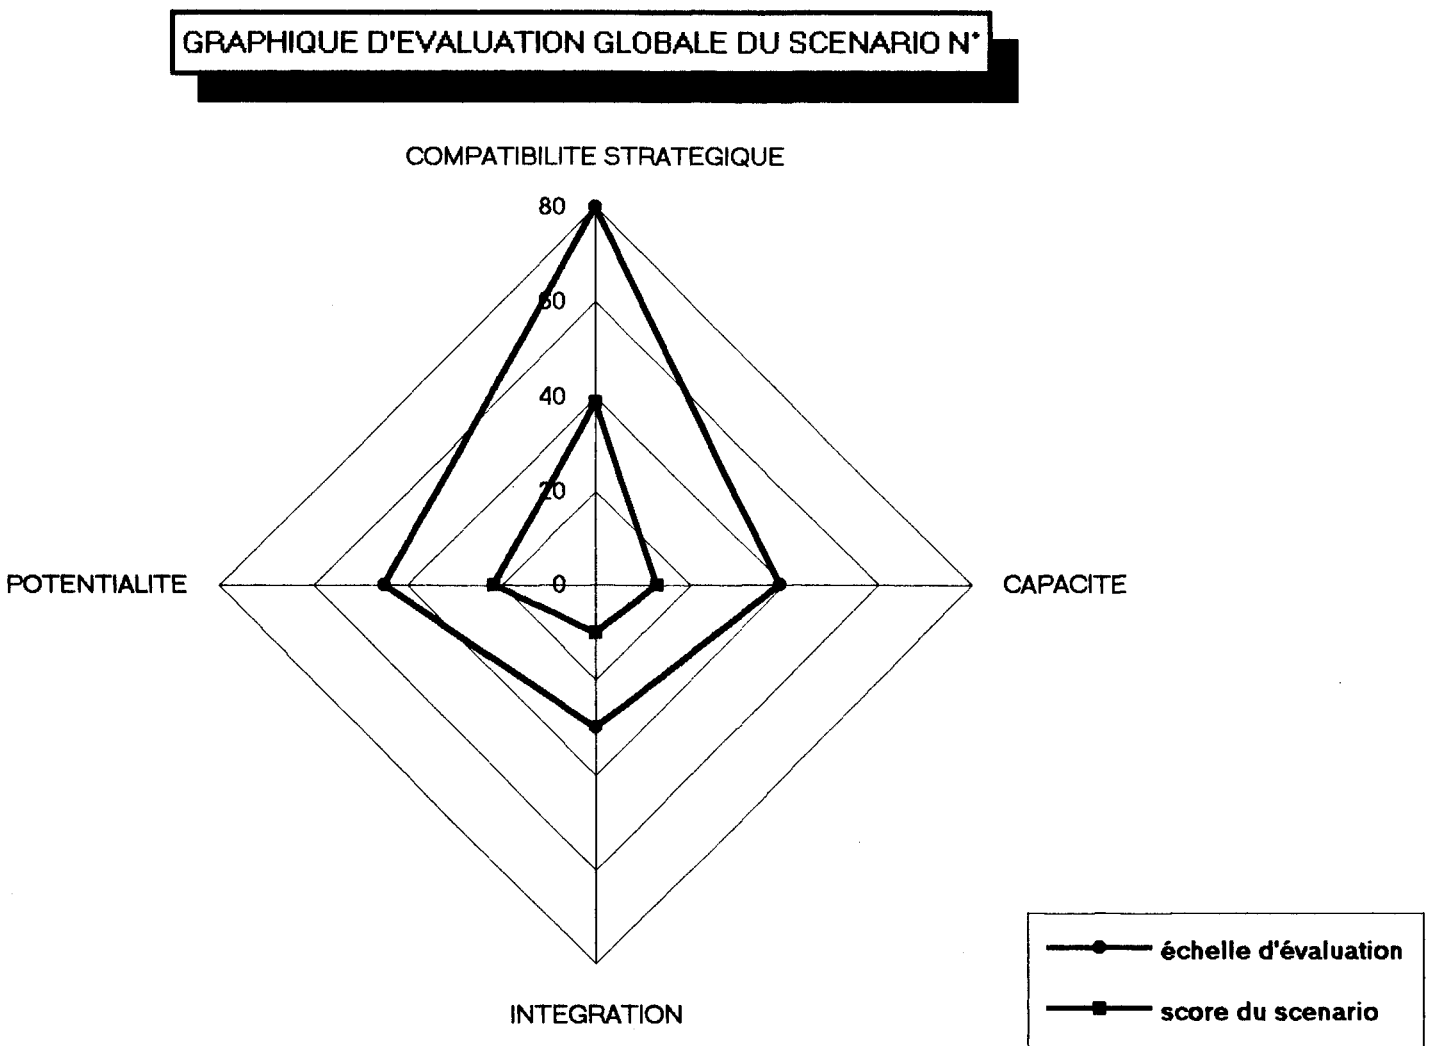 GRAPHIQUE D'EVALUATION GLOBALE DU SCENARIO N°
COMPATIBILITE STRATEGIQUE
80
60
40
20
POTENTIALITE
0
CAPACITE
INTEGRATION
échelle d'évaluation
score du scenario